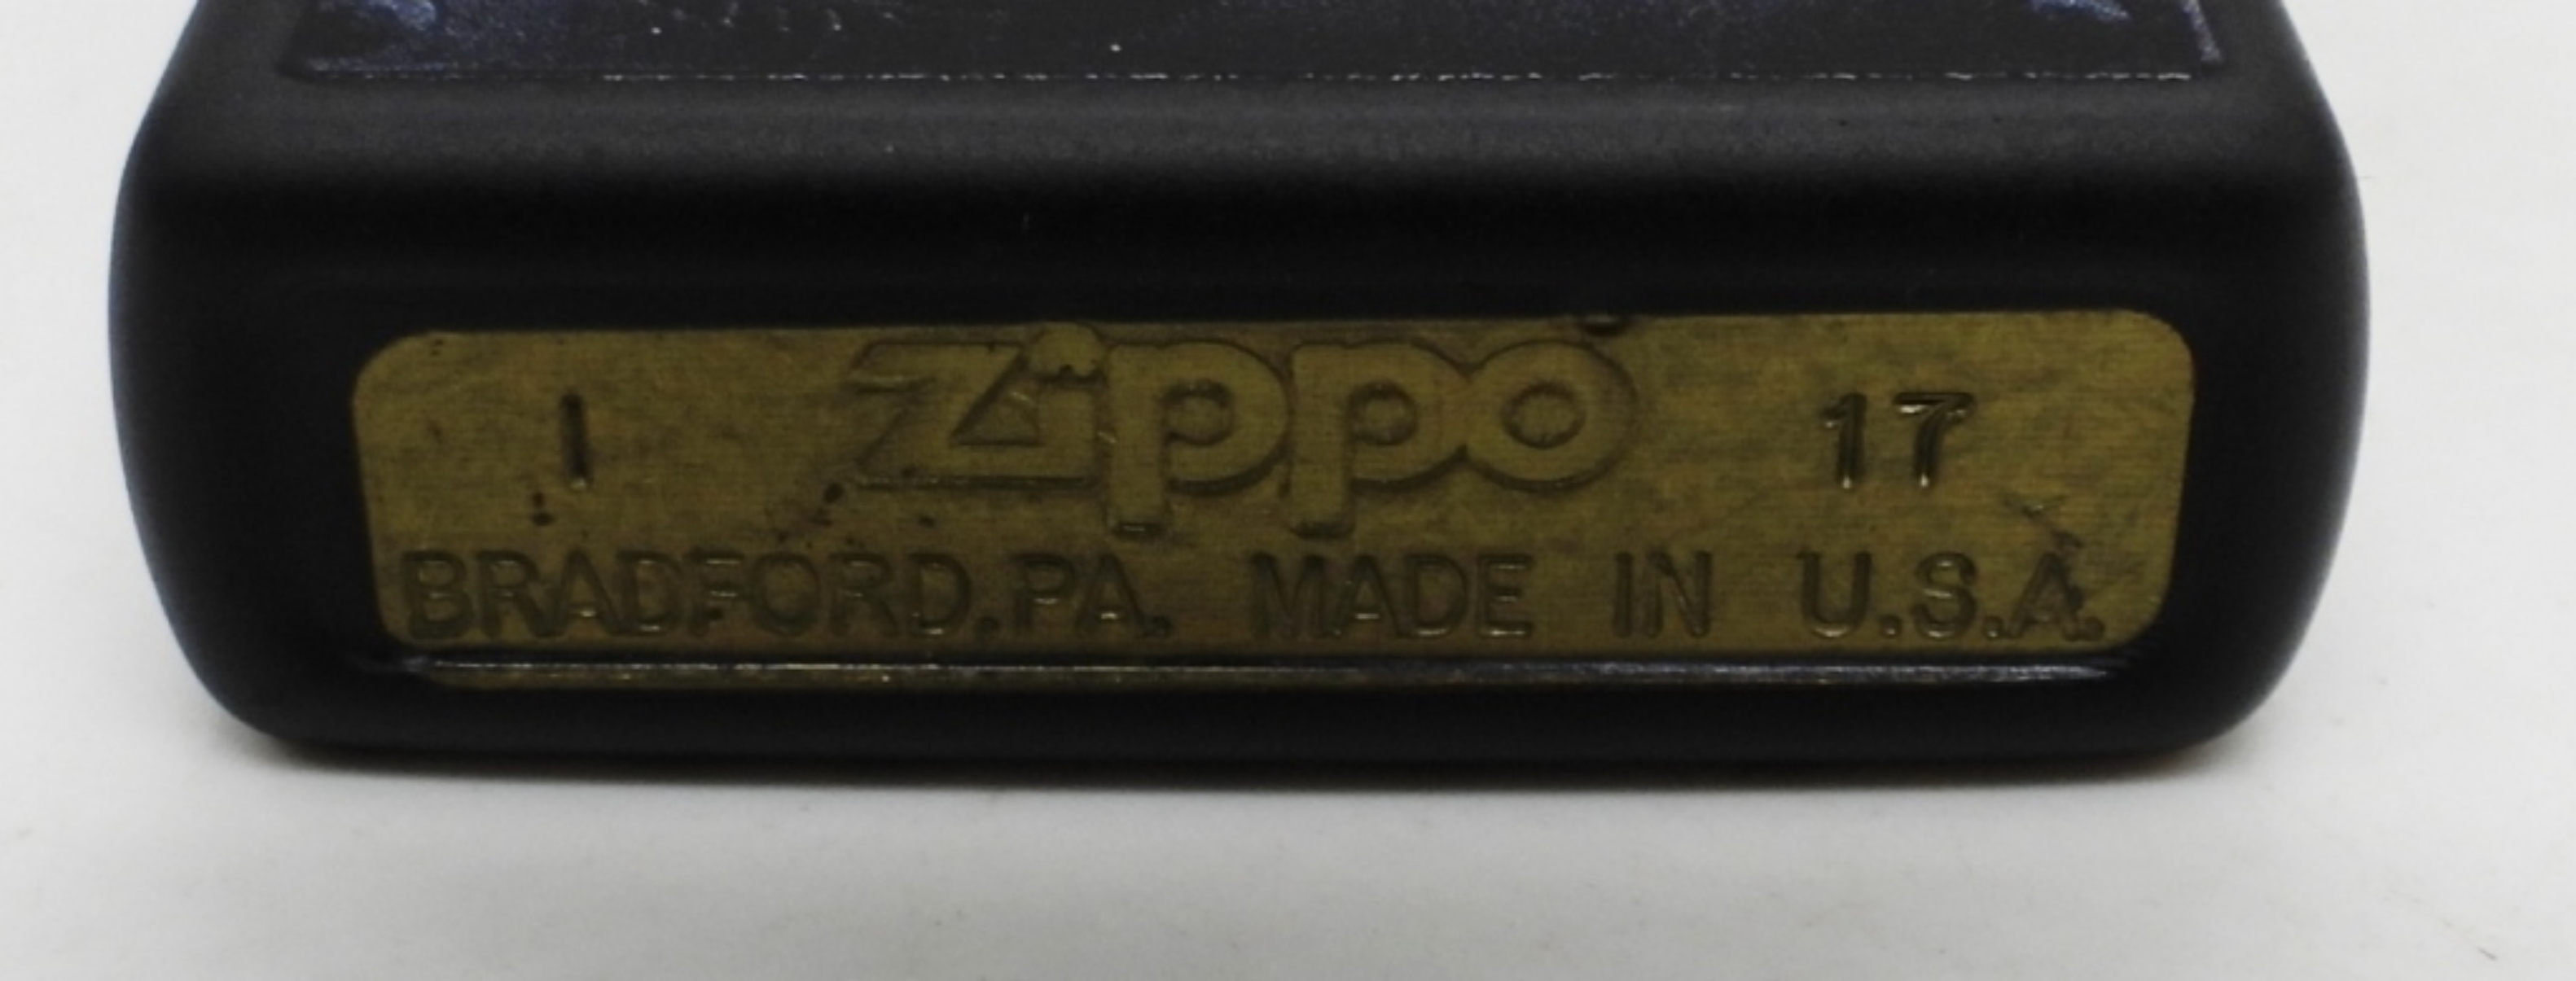 I Zippo 17
BRADFORD,PA. MADE IN U.S.A.